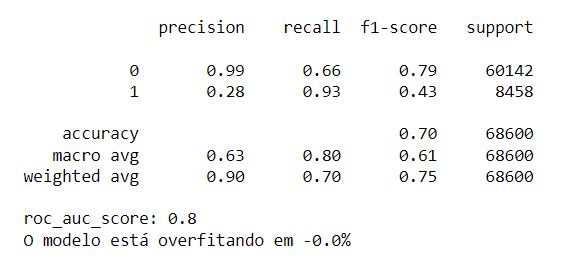 precision recall f1-score support
0 0.99 0.66 0.79 60142
1 0.28 0.93 0.43 8458
accuracy 0.70 68600
macro avg 0.63 0.80 0.61 68600
weighted avg 0.90 0.70 0.75 68600
roc_auc_score: 0.8
O modelo está overfitando em -0.0%